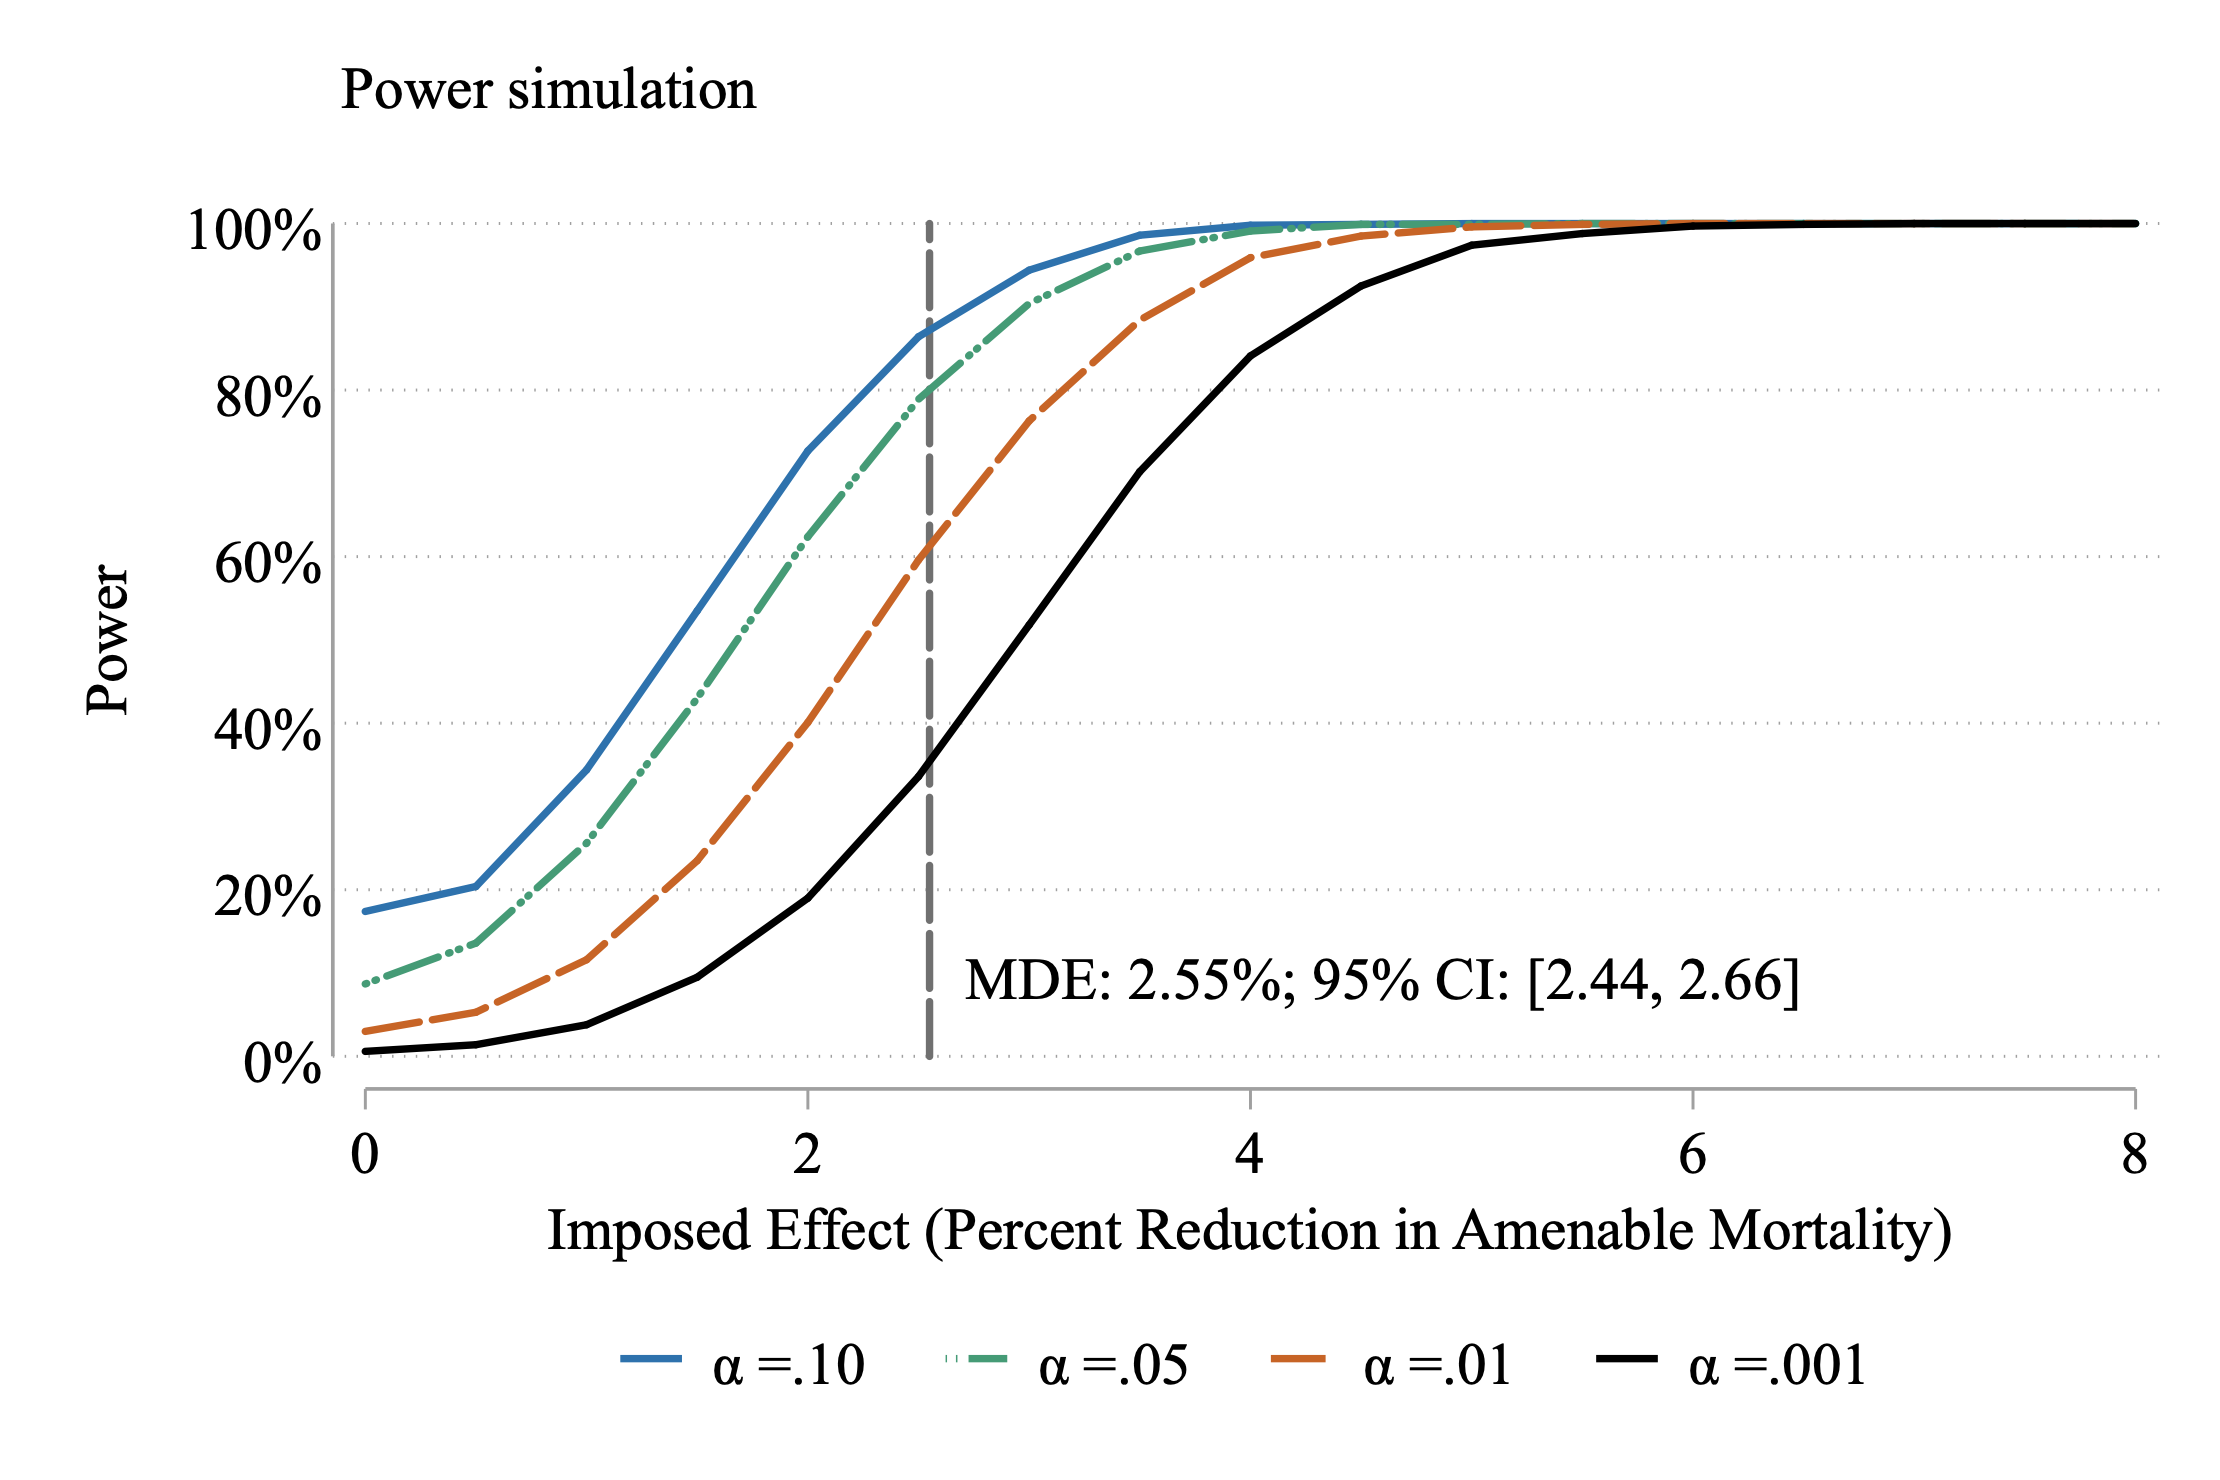 Power simulation
100%
80%
60%
40%
20%
0%
Power
MDE: 2.55%; 95% CI: [2.44, 2.66]
0 2 4 6 8
Imposed Effect (Percent Reduction in Amenable Mortality)
α =.10 α =.05 α =.01 α =.001